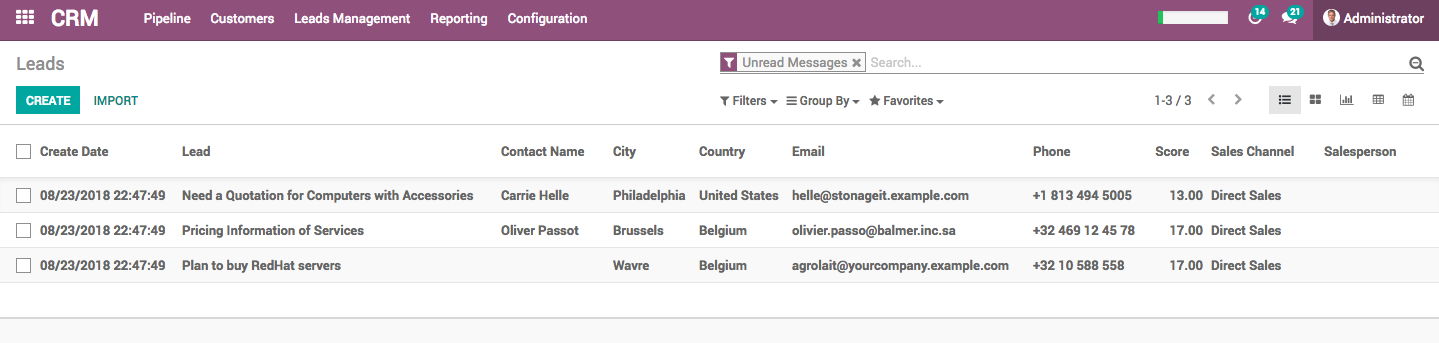 CRM Pipeline Customers Leads Management Reporting Configuration 14 21 Administrator
Leads Unread Messages Search...
CREATE IMPORT Filters Group By Favorites 1-3 / 3
Create Date Lead Contact Name City Country Email Phone Score Sales Channel Salesperson
08/23/2018 22:47:49 Need a Quotation for Computers with Accessories Carrie Helle Philadelphia United States helle@stonageit.example.com +1 813 494 5005 13.00 Direct Sales
08/23/2018 22:47:49 Pricing Information of Services Oliver Passot Brussels Belgium olivier.passo@balmer.inc.sa +32 469 12 45 78 17.00 Direct Sales
08/23/2018 22:47:49 Plan to buy RedHat servers Wavre Belgium agrolait@yourcompany.example.com +32 10 588 558 17.00 Direct Sales